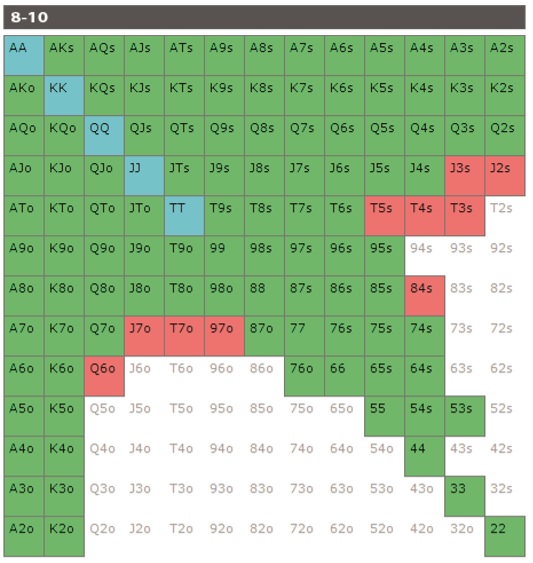 8-10
AA AKs AQs AJs ATs A9s A8s A7s A6s A5s A4s A3s A2s
AKo KK KQs KJs KTs K9s K8s K7s K6s K5s K4s K3s K2s
AQo KQo QQ QJs QTs Q9s Q8s Q7s Q6s Q5s Q4s Q3s Q2s
AJo KJo QJo JJ JTs J9s J8s J7s J6s J5s J4s J3s J2s
ATo KTo QTo JTo TT T9s T8s T7s T6s T5s T4s T3s T2s
A9o K9o Q9o J9o T9o 99 98s 97s 96s 95s 94s 93s 92s
A8o K8o Q8o J8o T8o 98o 88 87s 86s 85s 84s 83s 82s
A7o K7o Q7o J7o T7o 97o 87o 77 76s 75s 74s 73s 72s
A6o K6o Q6o J6o T6o 96o 86o 76o 66 65s 64s 63s 62s
A5o K5o Q5o J5o T5o 95o 85o 75o 65o 55 54s 53s 52s
A4o K4o Q4o J4o T4o 94o 84o 74o 64o 54o 44 43s 42s
A3o K3o Q3o J3o T3o 93o 83o 73o 63o 53o 43o 33 32s
A2o K2o Q2o J2o T2o 92o 82o 72o 62o 52o 42o 32o 22